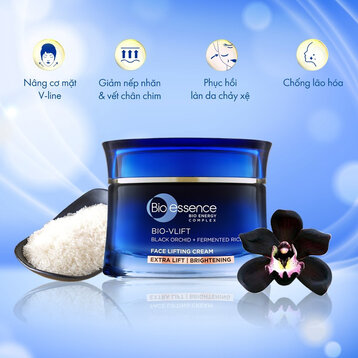 Nâng cơ mặt
V-line
Giảm nếp nhăn
& vết chân chim
Phục hồi
làn da chảy xệ
Chống lão hóa
Bio essence
BIO ENERGY
COMPLEX
BIO-VLIFT
BLACK ORCHID + FERMENTED RICE
FACE LIFTING CREAM
EXTRA LIFT | BRIGHTENING